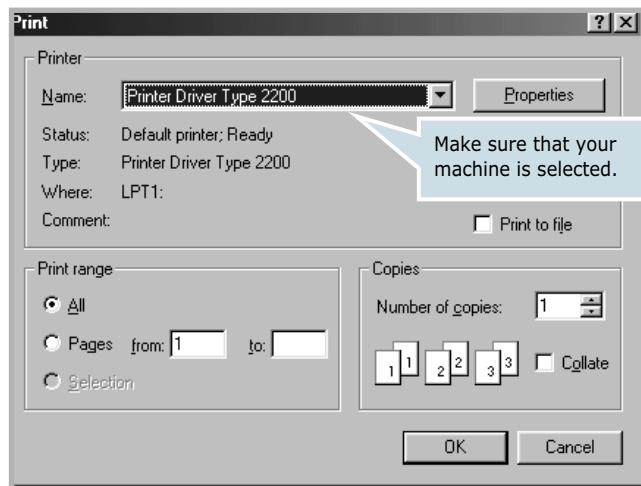 Print
Printer
Name: Printer Driver Type 2200 Properties
Status: Default printer; Ready
Type: Printer Driver Type 2200
Where: LPT1:
Comment: Print to file
Make sure that your
machine is selected.
Print range
All
Pages from: 1 to:
Selection
Copies
Number of copies: 1
1 1 2 2 3 3 Collate
OK Cancel